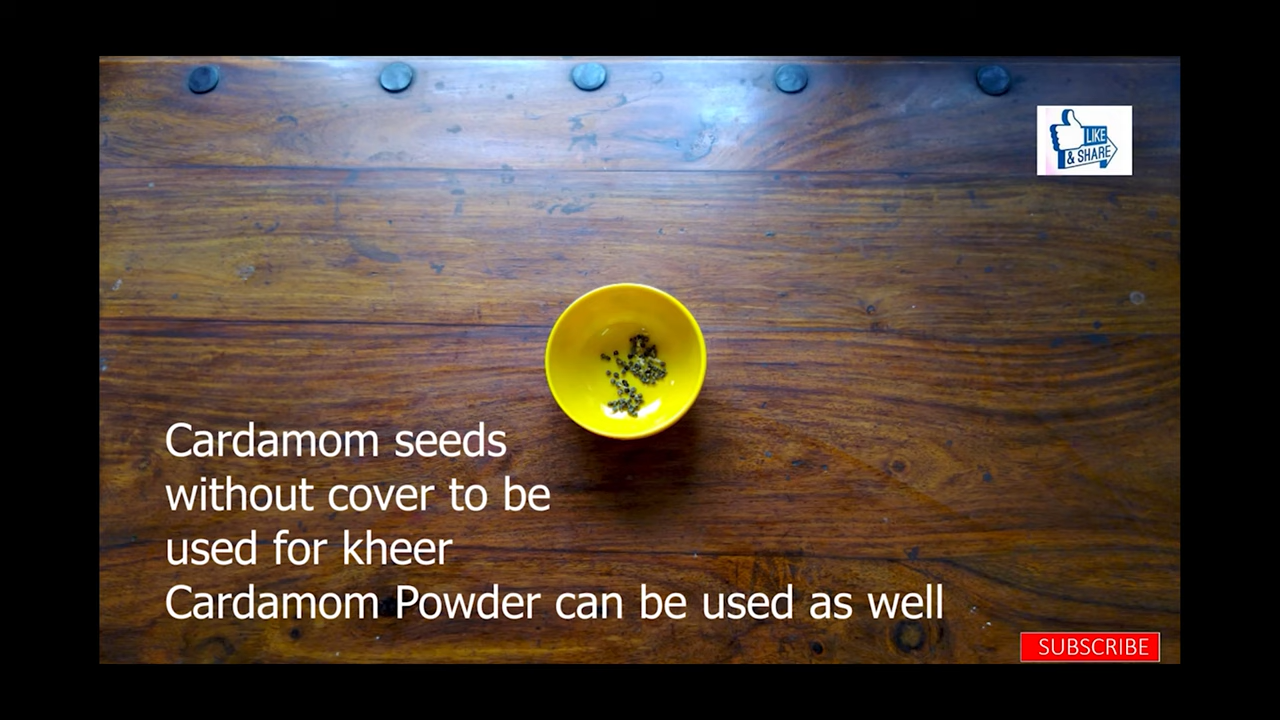 LIKE
& SHARE
Cardamom seeds
without cover to be
used for kheer
Cardamom Powder can be used as well
SUBSCRIBE